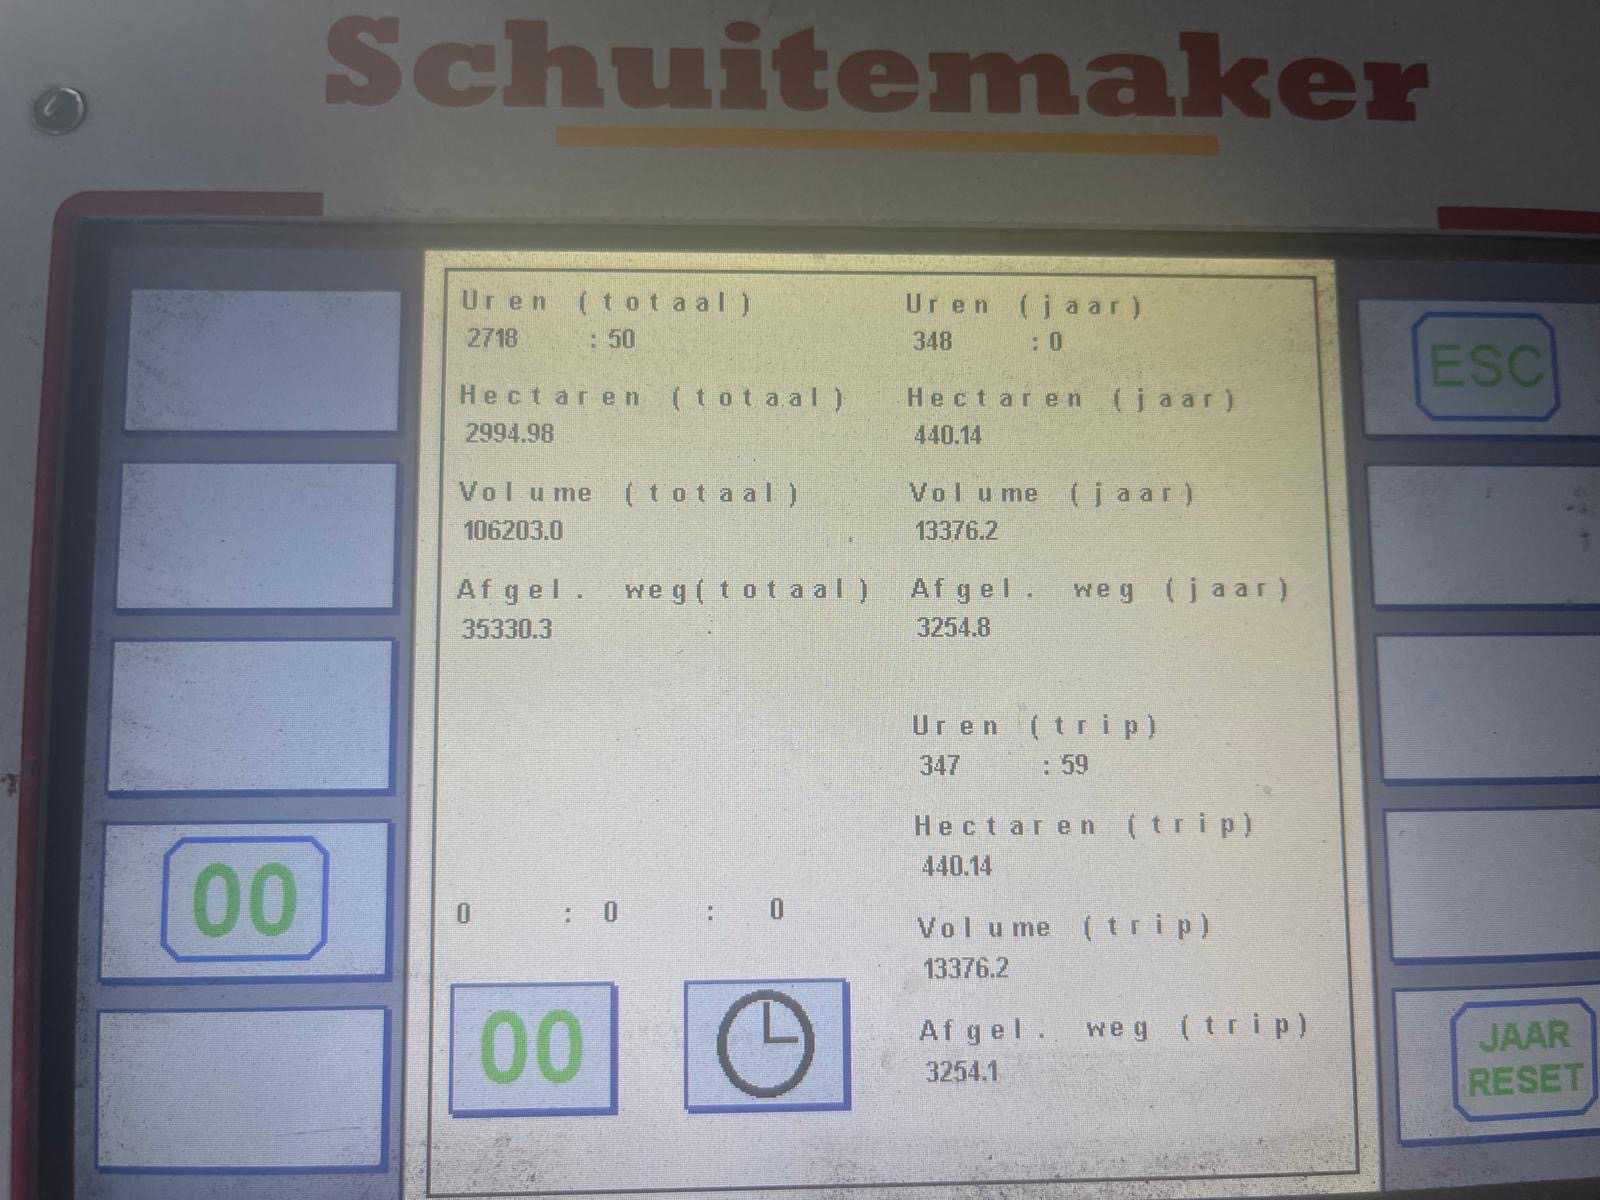 Schuitemaker
Uren (totaal)
2718 : 50
Hectaren (totaal)
2994.98
Volume (totaal)
106203.0
Afgel. weg(totaal)
35330.3
Uren (jaar)
348 : 0
Hectaren (jaar)
440.14
Volume (jaar)
13376.2
Afgel. weg (jaar)
3254.8
Uren (trip)
347 : 59
Hectaren (trip)
440.14
Volume (trip)
13376.2
Afgel. weg (trip)
3254.1
0 : 0 : 0
00
00
ESC
JAAR
RESET